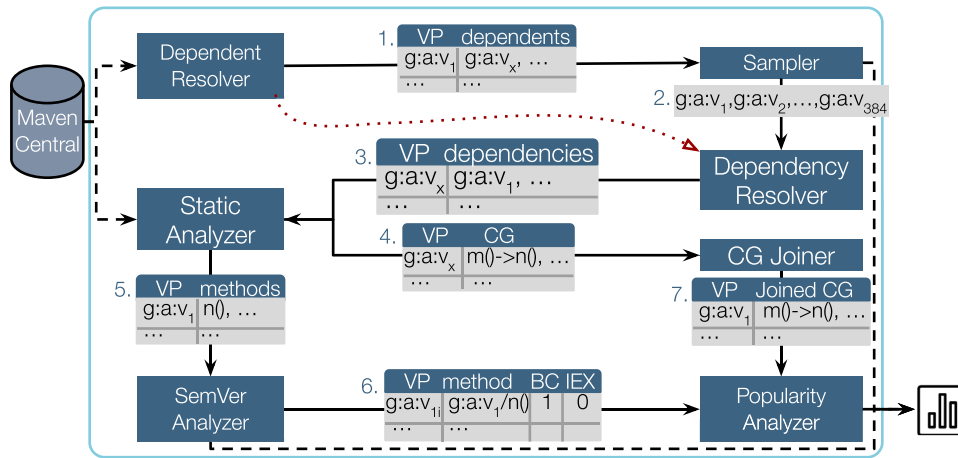 Maven
Central
Dependent
Resolver
1.
VP dependents
g:a:v1 g:a:vx, ...
... ...
Sampler
2.
g:a:v1,g:a:v2,...,g:a:v384
3.
VP dependencies
g:a:vx g:a:v1, ...
... ...
Dependency
Resolver
Static
Analyzer
4.
VP CG
g:a:vx m()->n(), ...
... ...
CG Joiner
5.
VP methods
g:a:v1 n(), ...
... ...
7.
VP Joined CG
g:a:v1 m()->n(), ...
... ...
SemVer
Analyzer
6.
VP method BC IEX
g:a:v1i g:a:v1/n() 1 0
... ...
Popularity
Analyzer